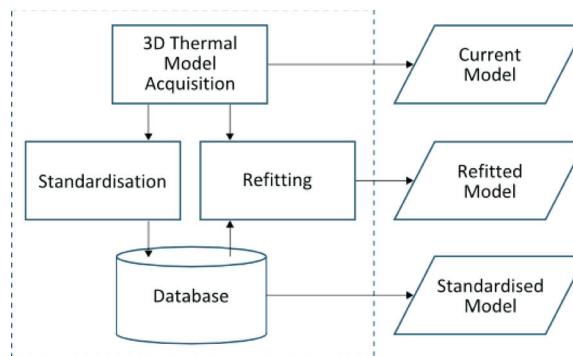 3D Thermal
Model
Acquisition
Current
Model
Standardisation
Refitting
Refitted
Model
Database
Standardised
Model